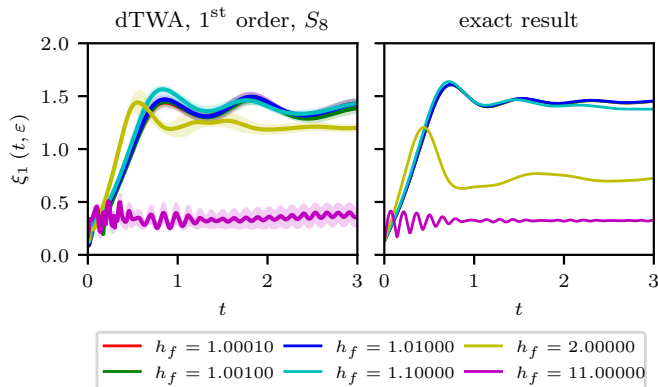 dTWA, 1st order, S8
exact result
2.0
1.5
1.0
0.5
0.0
ξ1 (t, ε)
0 1 2 3
0 1 2 3
t
t
hf = 1.00010 hf = 1.01000 hf = 2.00000
hf = 1.00100 hf = 1.10000 hf = 11.00000